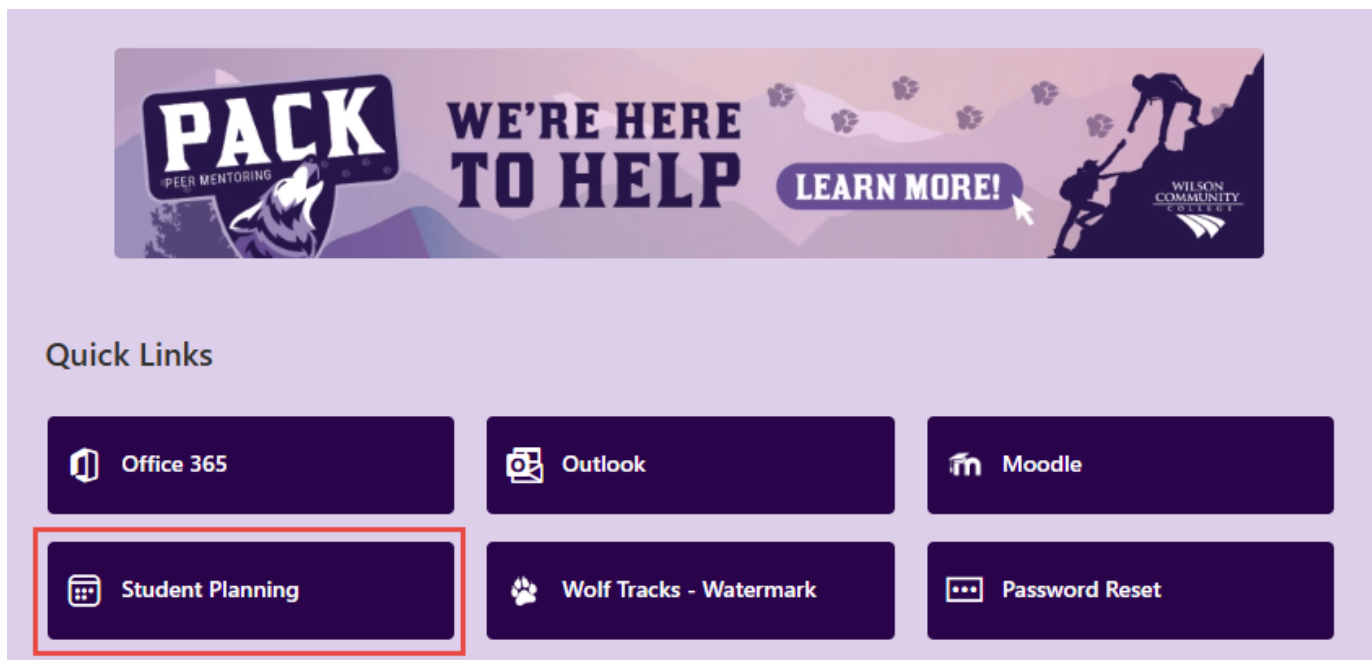 PACK
PEER MENTORING
WE'RE HERE
TO HELP
LEARN MORE!
WILSON
COMMUNITY
COLLEGE
Quick Links
Office 365
Outlook
Moodle
Student Planning
Wolf Tracks - Watermark
Password Reset